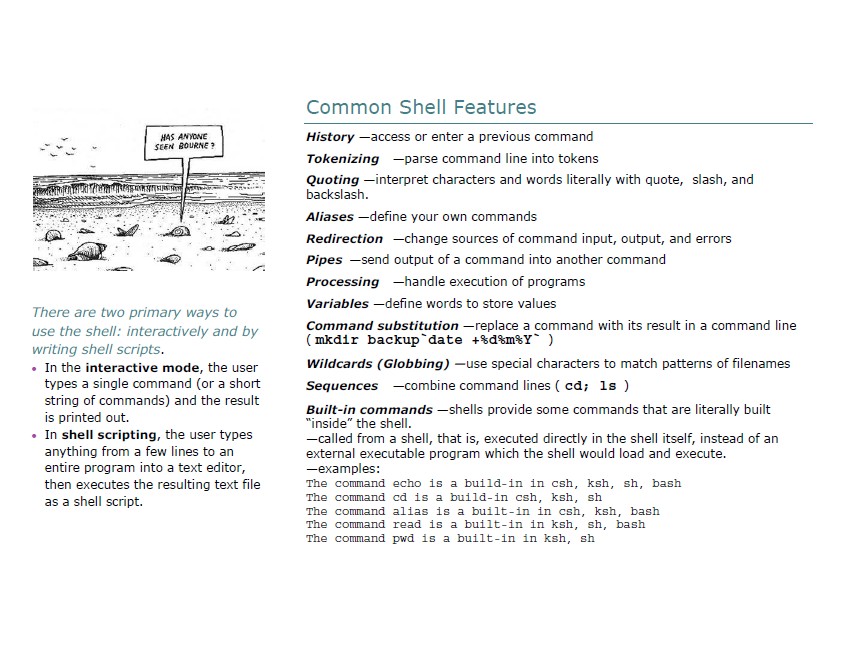 HAS ANYONE
SEEN BOURNE?
There are two primary ways to
use the shell: interactively and by
writing shell scripts.
• In the interactive mode, the user
types a single command (or a short
string of commands) and the result
is printed out.
• In shell scripting, the user types
anything from a few lines to an
entire program into a text editor,
then executes the resulting text file
as a shell script.
Common Shell Features
History —access or enter a previous command
Tokenizing —parse command line into tokens
Quoting —interpret characters and words literally with quote, slash, and
backslash.
Aliases —define your own commands
Redirection —change sources of command input, output, and errors
Pipes —send output of a command into another command
Processing —handle execution of programs
Variables —define words to store values
Command substitution —replace a command with its result in a command line
( mkdir backup`date +%d%m%Y` )
Wildcards (Globbing) —use special characters to match patterns of filenames
Sequences —combine command lines ( cd; ls )
Built-in commands —shells provide some commands that are literally built
“inside” the shell.
—called from a shell, that is, executed directly in the shell itself, instead of an
external executable program which the shell would load and execute.
—examples:
The command echo is a build-in in csh, ksh, sh, bash
The command cd is a build-in csh, ksh, sh
The command alias is a built-in in csh, ksh, bash
The command read is a built-in in ksh, sh, bash
The command pwd is a built-in in ksh, sh